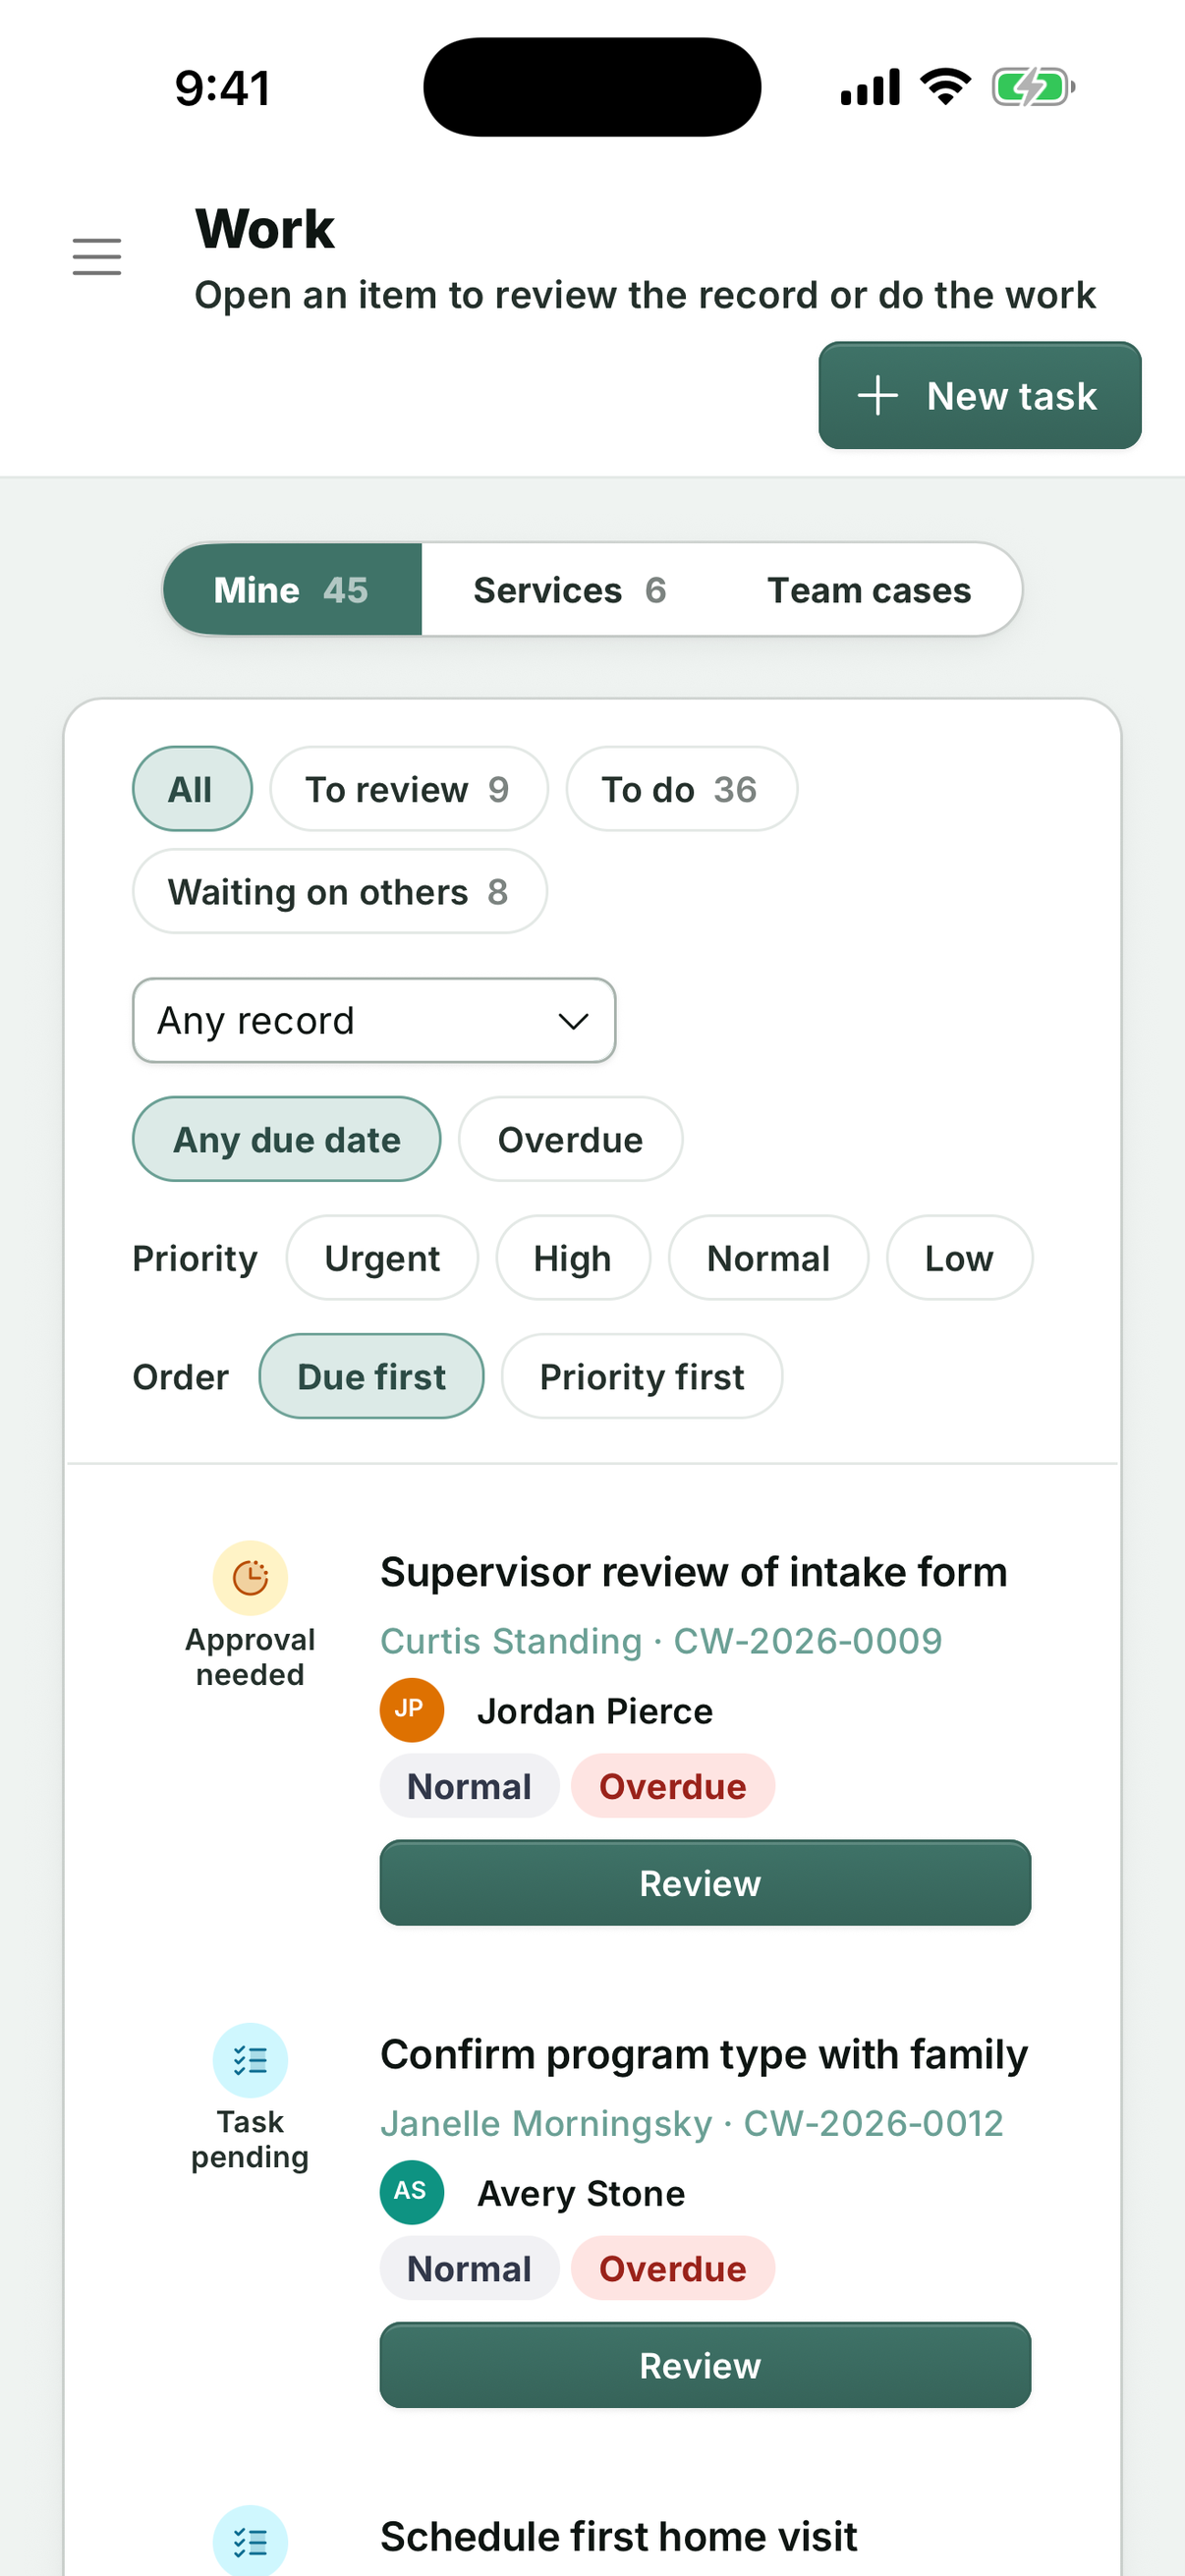 9:41
Work
Open an item to review the record or do the work
New task
Mine 45 Services 6 Team cases
All To review 9 To do 36
Waiting on others 8
Any record
Any due date Overdue
Priority Urgent High Normal Low
Order Due first Priority first
Supervisor review of intake form
Approval
needed
Curtis Standing · CW-2026-0009
JP Jordan Pierce
Normal Overdue
Review
Confirm program type with family
Task
pending
Janelle Morningsky · CW-2026-0012
AS Avery Stone
Normal Overdue
Review
Schedule first home visit